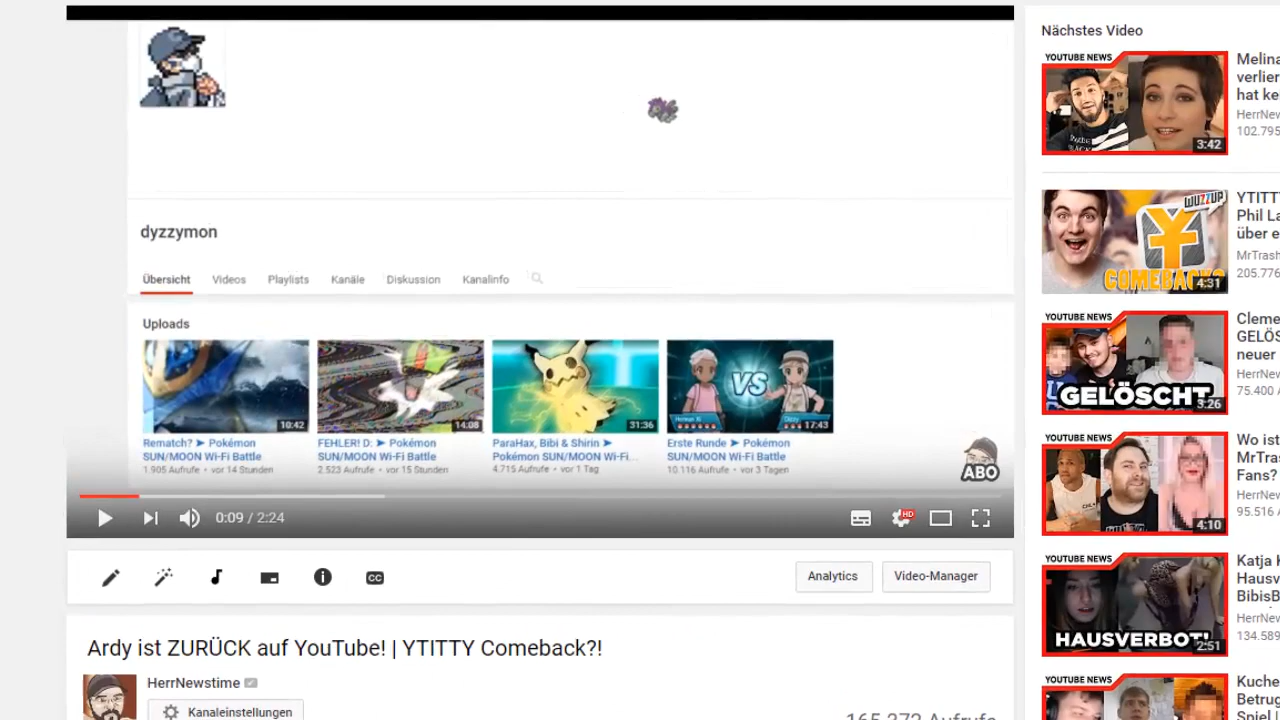 dyzzymon
Übersicht Videos Playlists Kanäle Diskussion Kanalinfo
Uploads
10:42
14:08
31:36
VS
17:43
Rematch? ➤ Pokémon
SUN/MOON Wi-Fi Battle
1.905 Aufrufe • vor 14 Stunden
FEHLER! D: ➤ Pokémon
SUN/MOON Wi-Fi Battle
2.523 Aufrufe • vor 15 Stunden
ParaHax, Bibi & Shirin ➤
Pokémon SUN/MOON Wi-Fi...
4.715 Aufrufe • vor 1 Tag
Erste Runde ➤ Pokémon
SUN/MOON Wi-Fi Battle
10.116 Aufrufe • vor 3 Tagen
ABO
0:09 / 2:24
HD
CC
Analytics
Video-Manager
Ardy ist ZURÜCK auf YouTube! | YTITTY Comeback?!
HerrNewstime
Kanaleinstellungen
165.372 Aufrufe
Nächstes Video
YOUTUBE NEWS
3:42
Melina
verlier
hat ke
HerrNew
102.795
WUZZUP
COMEBACK?
4:31
YTITT
Phil La
über e
MrTrash
205.776
YOUTUBE NEWS
GELÖSCHT
3:26
Cleme
GELÖS
neuer
HerrNew
75.400
YOUTUBE NEWS
4:10
Wo ist
MrTras
Fans?
HerrNew
95.516 A
YOUTUBE NEWS
HAUSVERBOT!
2:51
Katja K
Hausv
BibisB
HerrNew
134.589
YOUTUBE NEWS
Kuche
Betrug
Spiel i